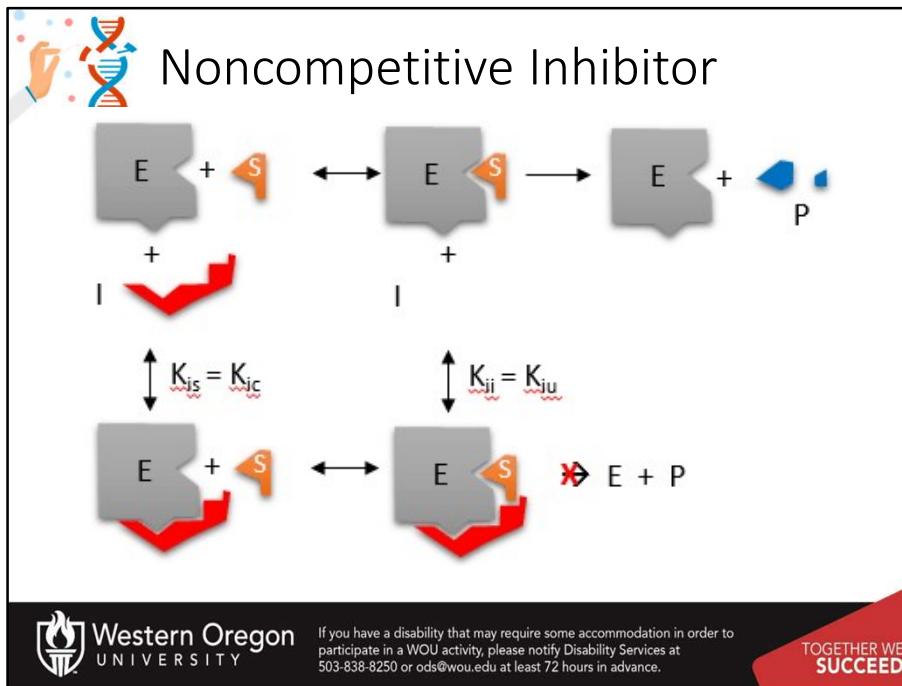 Noncompetitive Inhibitor
E + S E S E +
P
+ +
I I
Kis = Kic Kii = Kiu
E + S E S X E + P
Western Oregon
UNIVERSITY
If you have a disability that may require some accommodation in order to
participate in a WOU activity, please notify Disability Services at
503-838-8250 or ods@wou.edu at least 72 hours in advance.
TOGETHER WE
SUCCEED